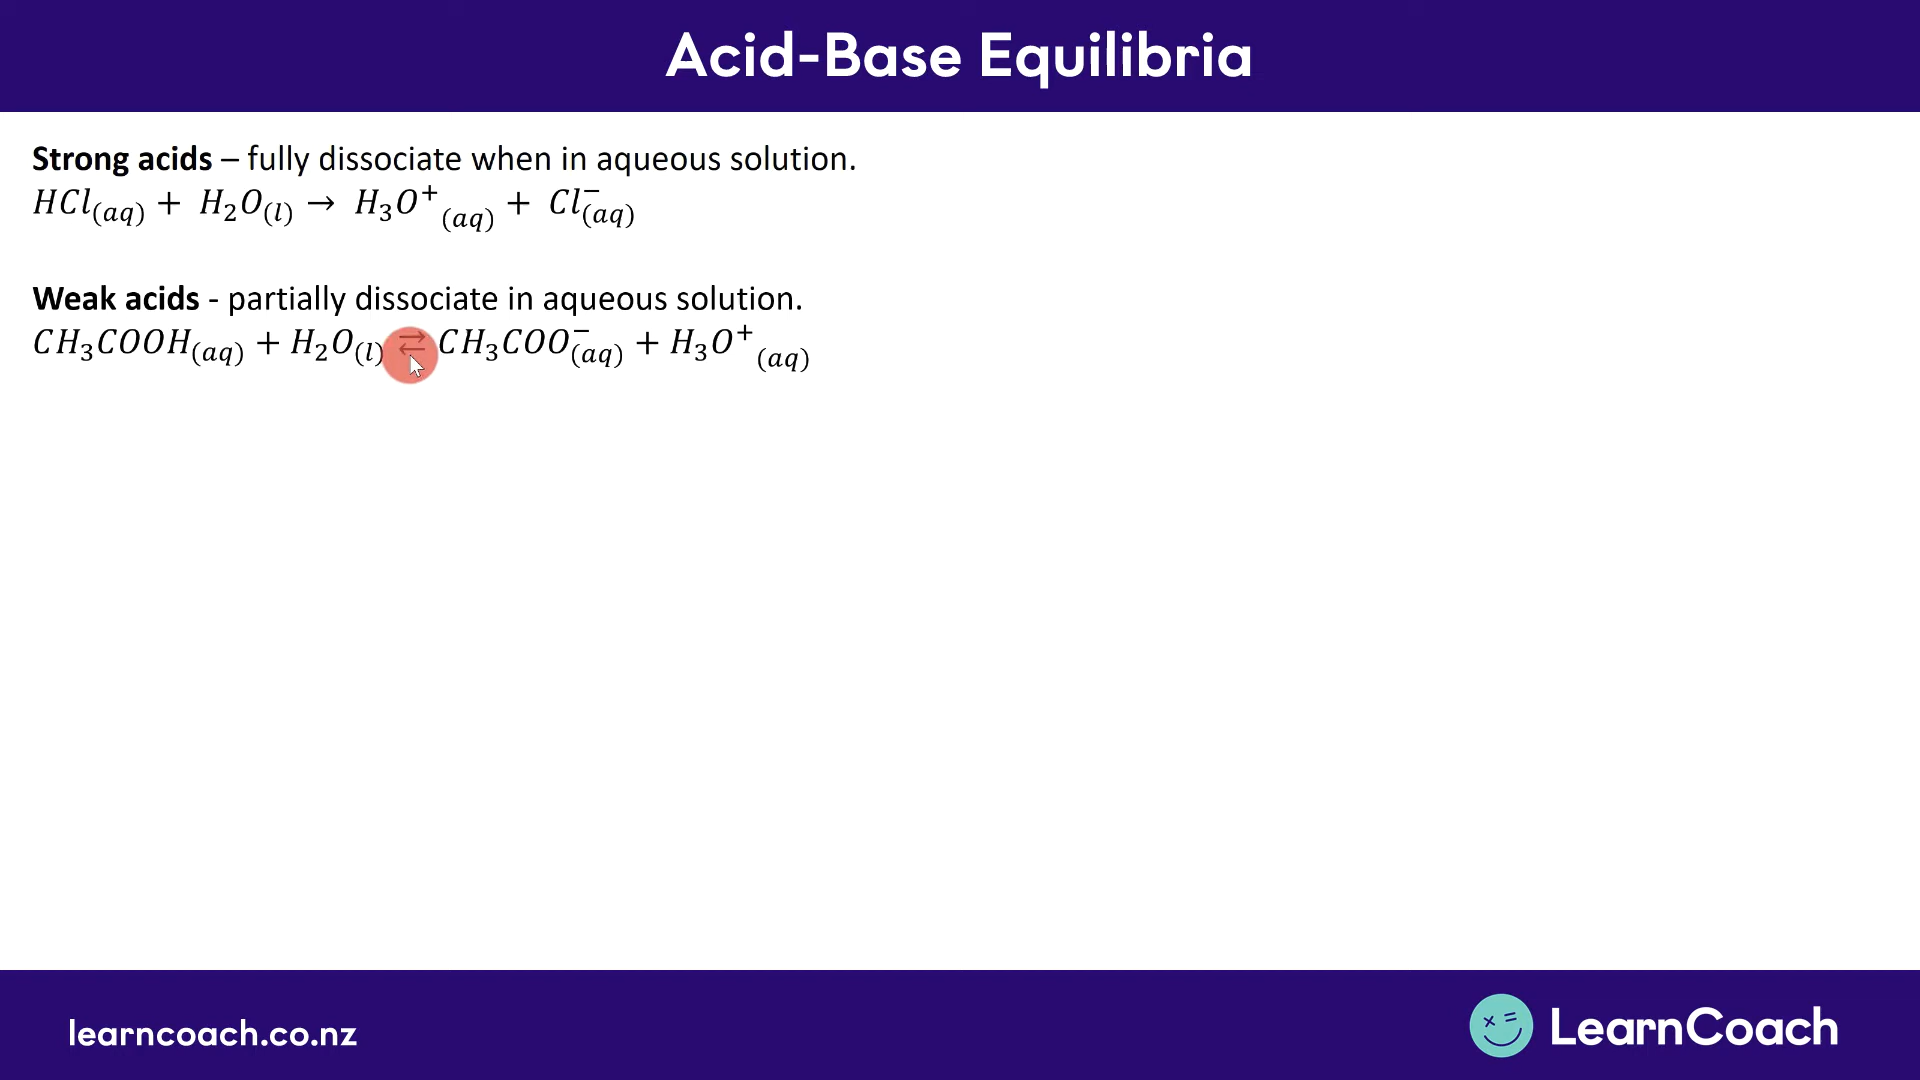 Acid-Base Equilibria
Strong acids – fully dissociate when in aqueous solution.
HCl₍aq₎ + H₂O₍l₎ → H₃O⁺₍aq₎ + Cl⁻₍aq₎
Weak acids - partially dissociate in aqueous solution.
CH₃COOH₍aq₎ + H₂O₍l₎ ⇄ CH₃COO⁻₍aq₎ + H₃O⁺₍aq₎
learncoach.co.nz
LearnCoach